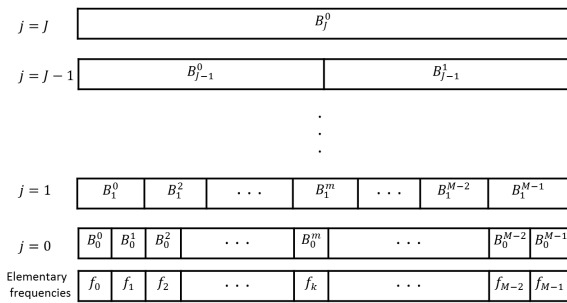 j = J B_J^0
j = J − 1 B_{J−1}^0 B_{J−1}^1
.
.
.
j = 1 B_1^0 B_1^2 . . . B_1^m . . . B_1^{M−2} B_1^{M−1}
j = 0 B_0^0 B_0^1 B_0^2 . . . B_0^m . . . B_0^{M−2} B_0^{M−1}
Elementary
frequencies f_0 f_1 f_2 . . . f_k . . . f_{M−2} f_{M−1}